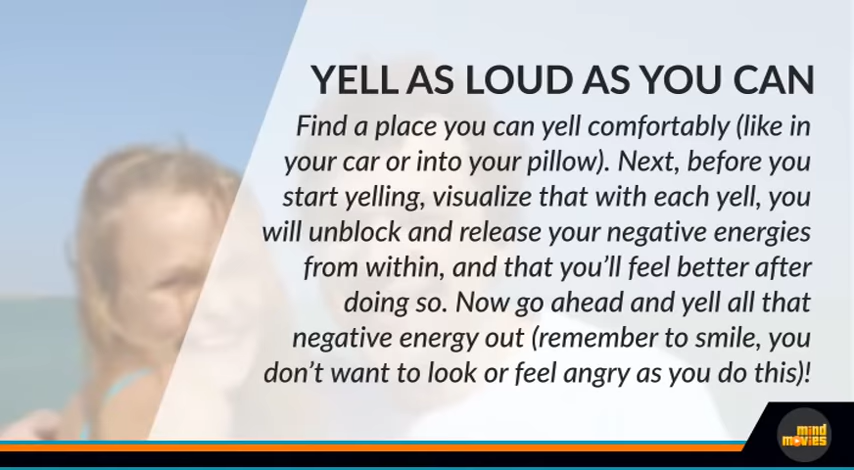 YELL AS LOUD AS YOU CAN
Find a place you can yell comfortably (like in
your car or into your pillow). Next, before you
start yelling, visualize that with each yell, you
will unblock and release your negative energies
from within, and that you’ll feel better after
doing so. Now go ahead and yell all that
negative energy out (remember to smile, you
don’t want to look or feel angry as you do this)!
mind
movies